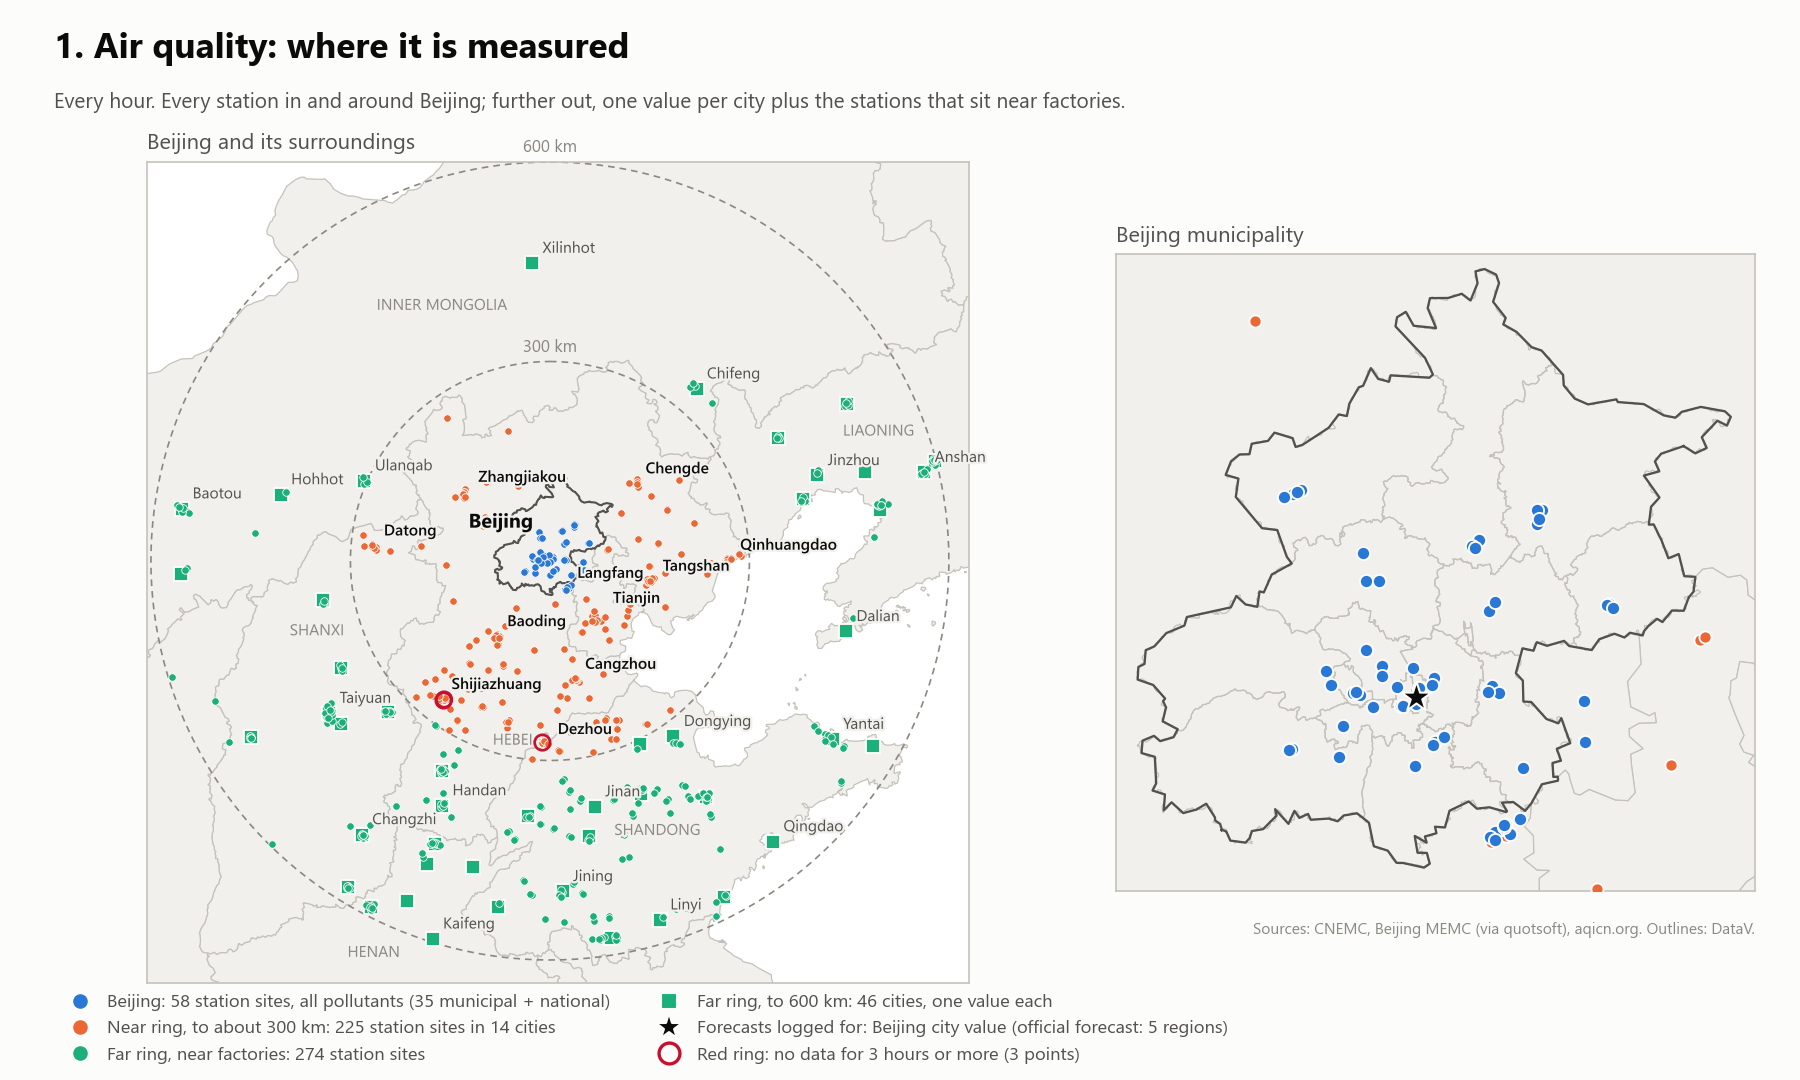 1. Air quality: where it is measured
Every hour. Every station in and around Beijing; further out, one value per city plus the stations that sit near factories.
Beijing and its surroundings
600 km
Xilinhot
INNER MONGOLIA
300 km
Chifeng
LIAONING
Anshan
Jinzhou
Ulanqab
Chengde
Zhangjiakou
Hohhot
Baotou
Beijing
Datong
Qinhuangdao
Tangshan
Langfang
Tianjin
Dalian
Baoding
SHANXI
Cangzhou
Shijiazhuang
Taiyuan
Dongying
Yantai
Dezhou
HEBEI
Handan
Jinan
Changzhi
SHANDONG
Qingdao
Jining
Linyi
Kaifeng
HENAN
Beijing municipality
Sources: CNEMC, Beijing MEMC (via quotsoft), aqicn.org. Outlines: DataV.
Beijing: 58 station sites, all pollutants (35 municipal + national)
Near ring, to about 300 km: 225 station sites in 14 cities
Far ring, near factories: 274 station sites
Far ring, to 600 km: 46 cities, one value each
Forecasts logged for: Beijing city value (official forecast: 5 regions)
Red ring: no data for 3 hours or more (3 points)